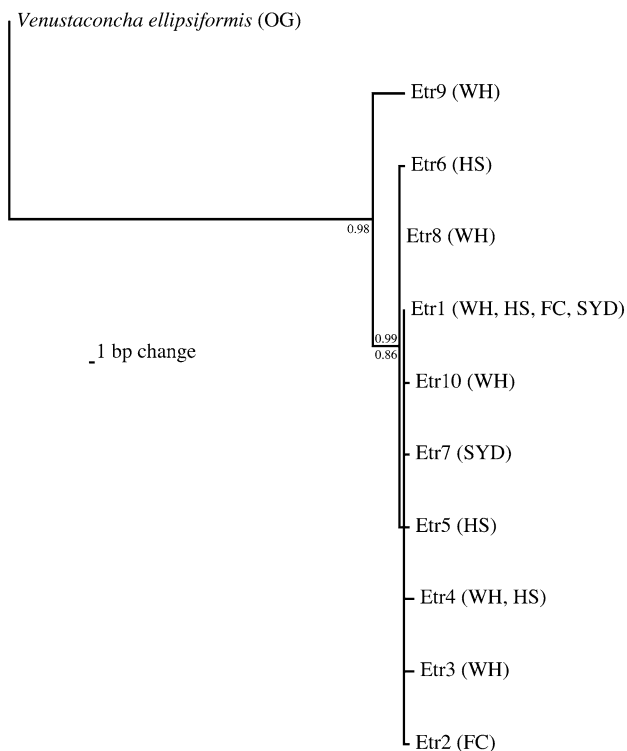 Venustaconcha ellipsiformis (OG)
Etr9 (WH)
Etr6 (HS)
0.98
Etr8 (WH)
Etr1 (WH, HS, FC, SYD)
0.99
1 bp change
0.86
Etr10 (WH)
Etr7 (SYD)
Etr5 (HS)
Etr4 (WH, HS)
Etr3 (WH)
Etr2 (FC)